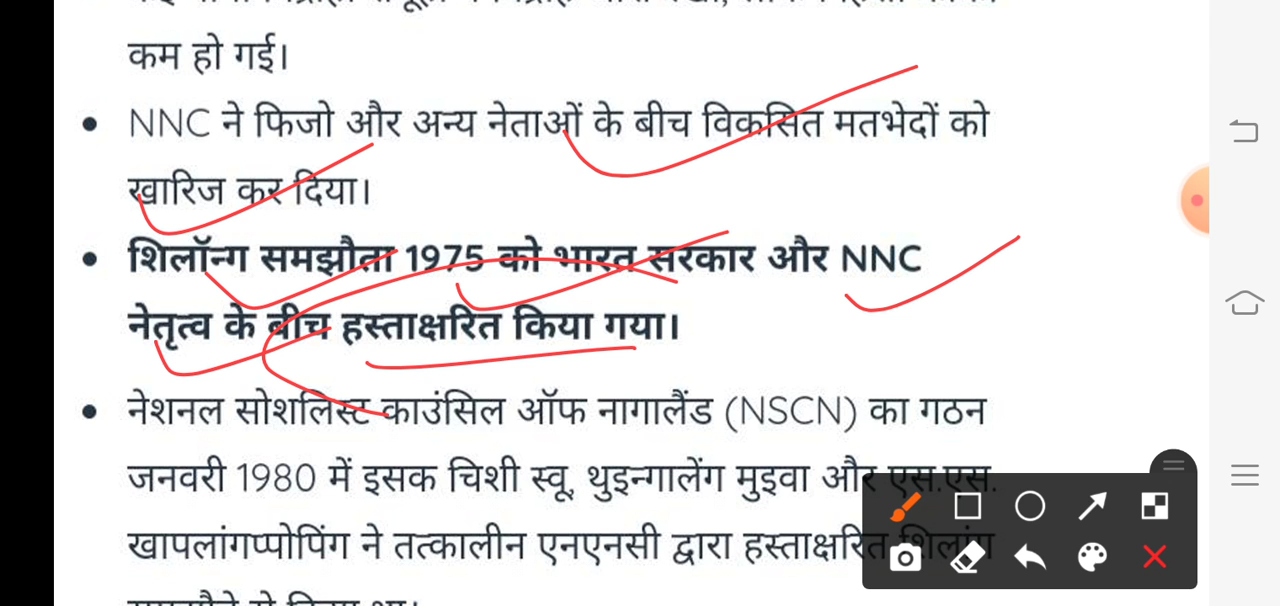 कम हो गई।
NNC ने फिजो और अन्य नेताओं के बीच विकसित मतभेदों को
खारिज कर दिया।
शिलॉन्ग समझौता 1975 को भारत सरकार और NNC
नेतृत्व के बीच हस्ताक्षरित किया गया।
नेशनल सोशलिस्ट काउंसिल ऑफ नागालैंड (NSCN) का गठन
जनवरी 1980 में इसक चिशी स्वू, थुइन्गालेंग मुइवा और एस.एस.
खापलांगप्पोपिंग ने तत्कालीन एनएनसी द्वारा हस्ताक्षरित शिलांग